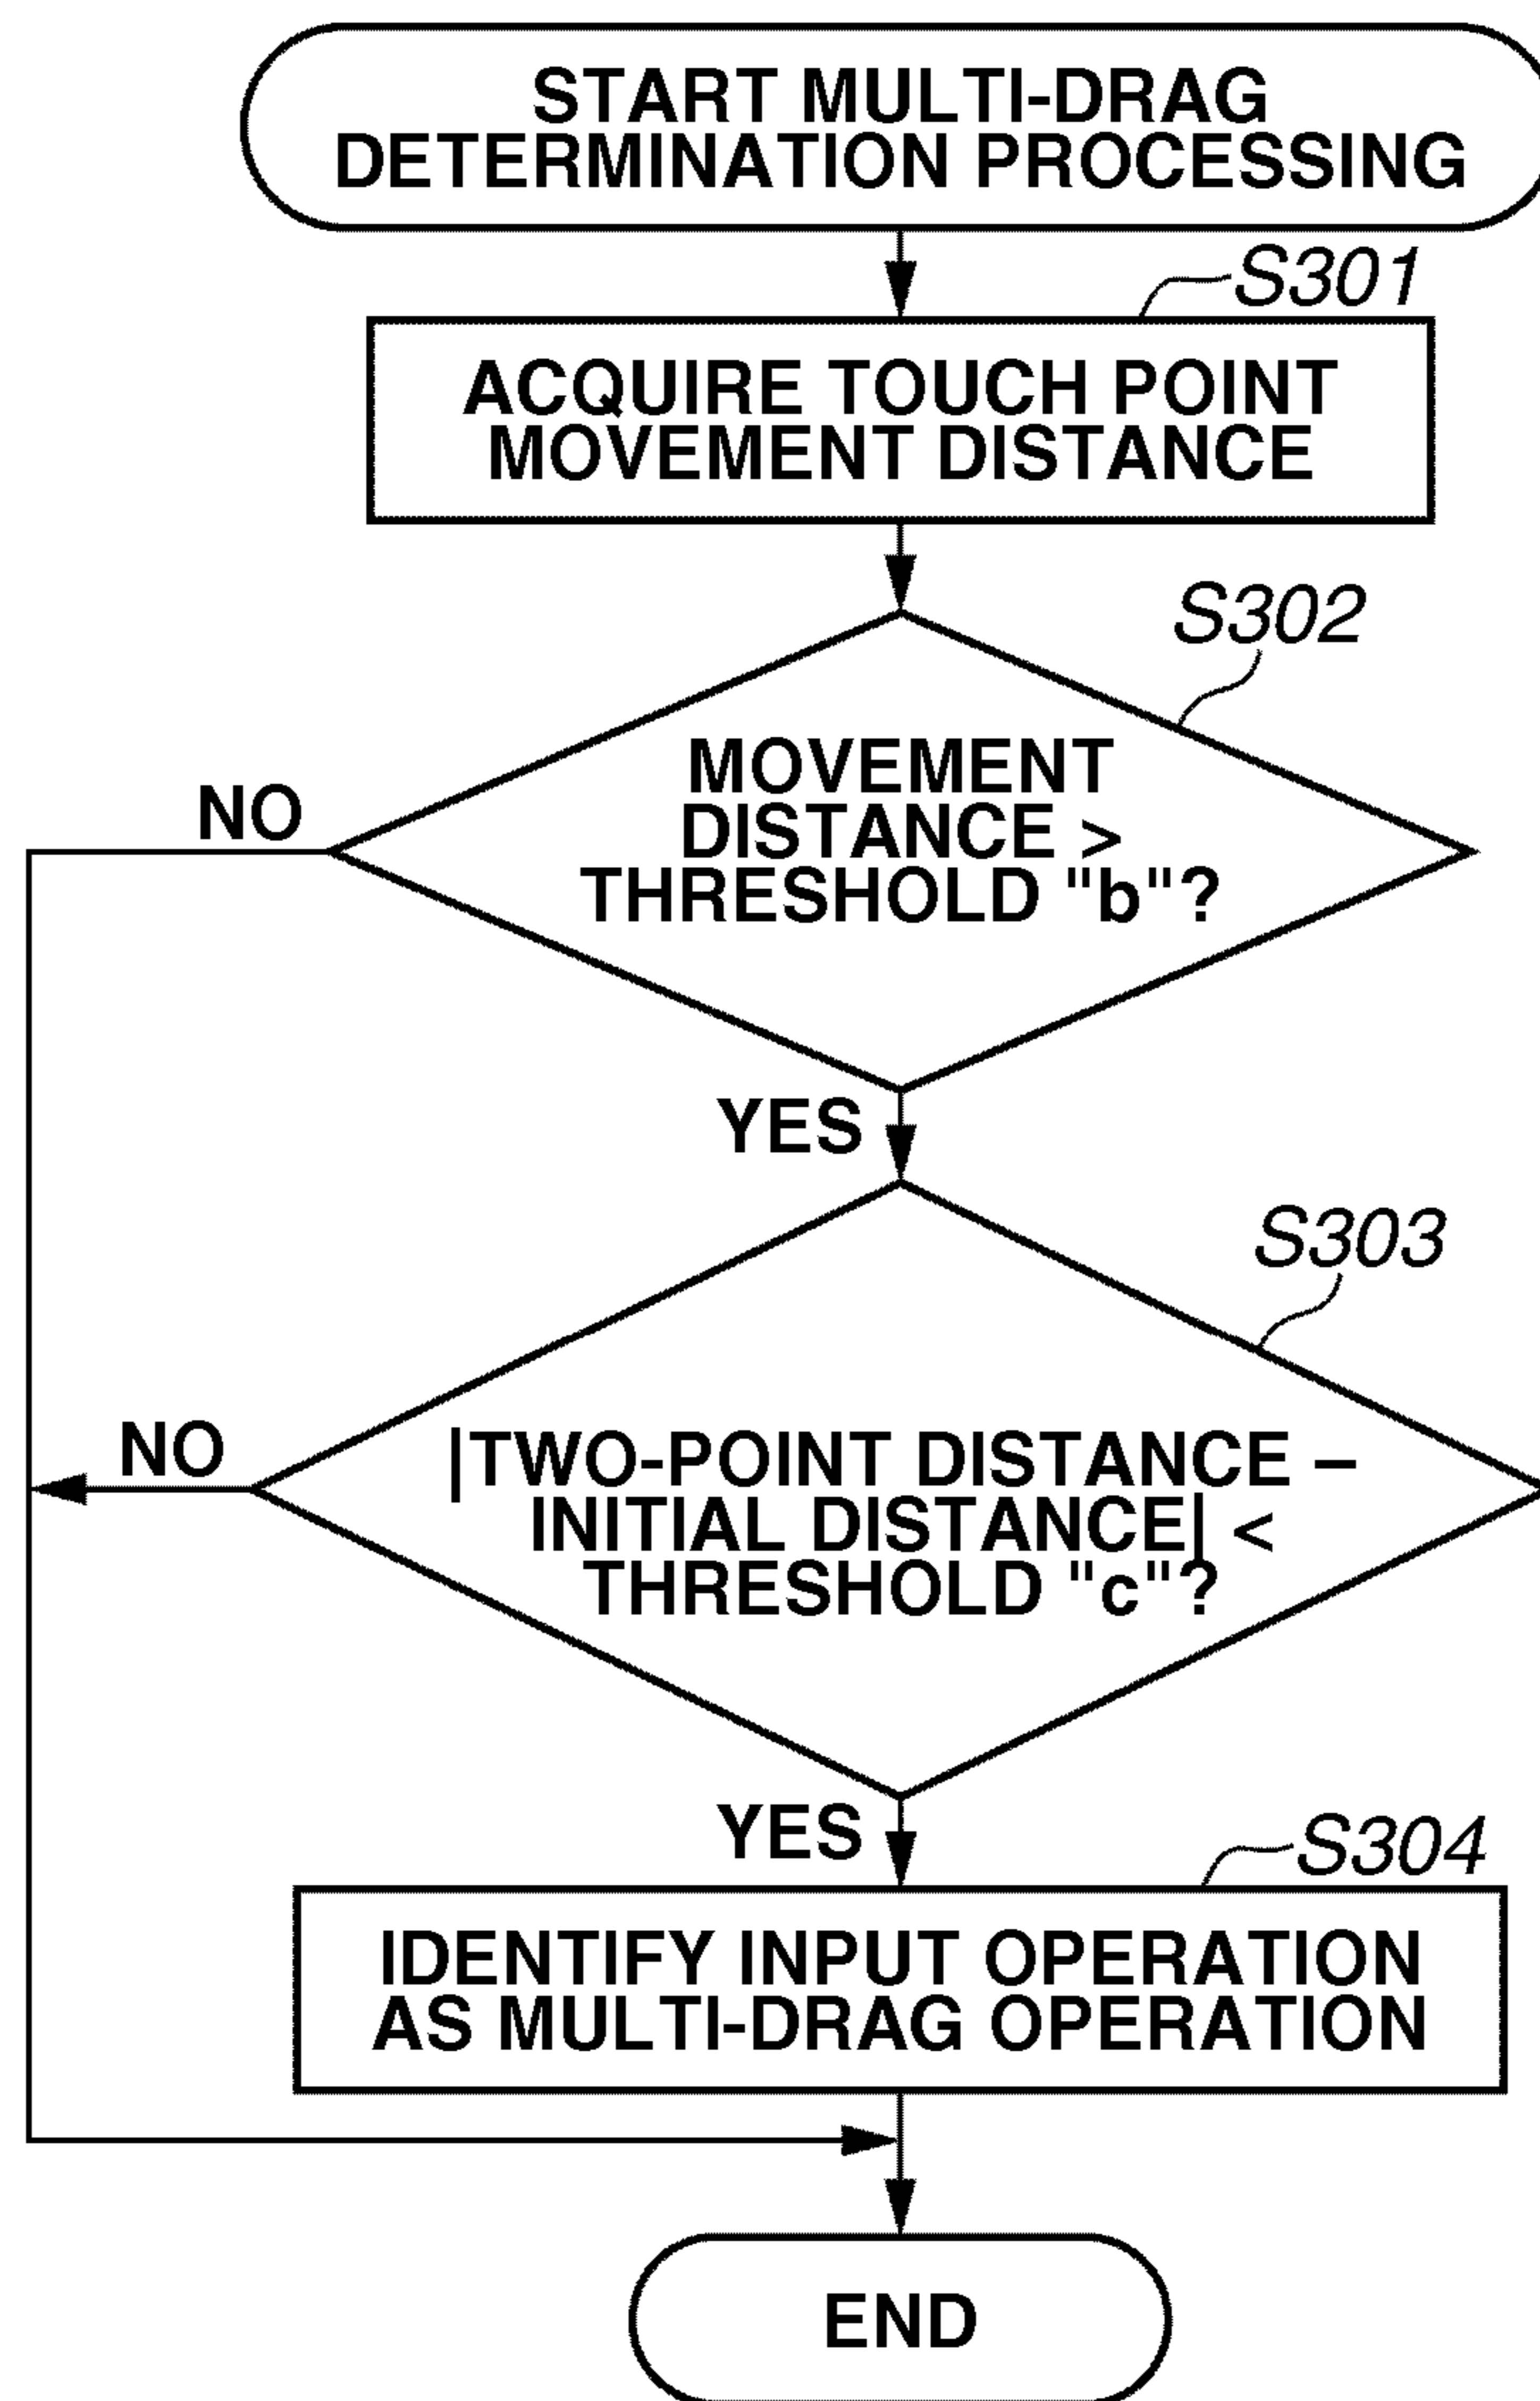 START MULTI-DRAG
DETERMINATION PROCESSING
S301
ACQUIRE TOUCH POINT
MOVEMENT DISTANCE
S302
MOVEMENT
DISTANCE >
THRESHOLD "b"?
NO
YES
S303
|TWO-POINT DISTANCE –
INITIAL DISTANCE| <
THRESHOLD "c"?
NO
YES
S304
IDENTIFY INPUT OPERATION
AS MULTI-DRAG OPERATION
END